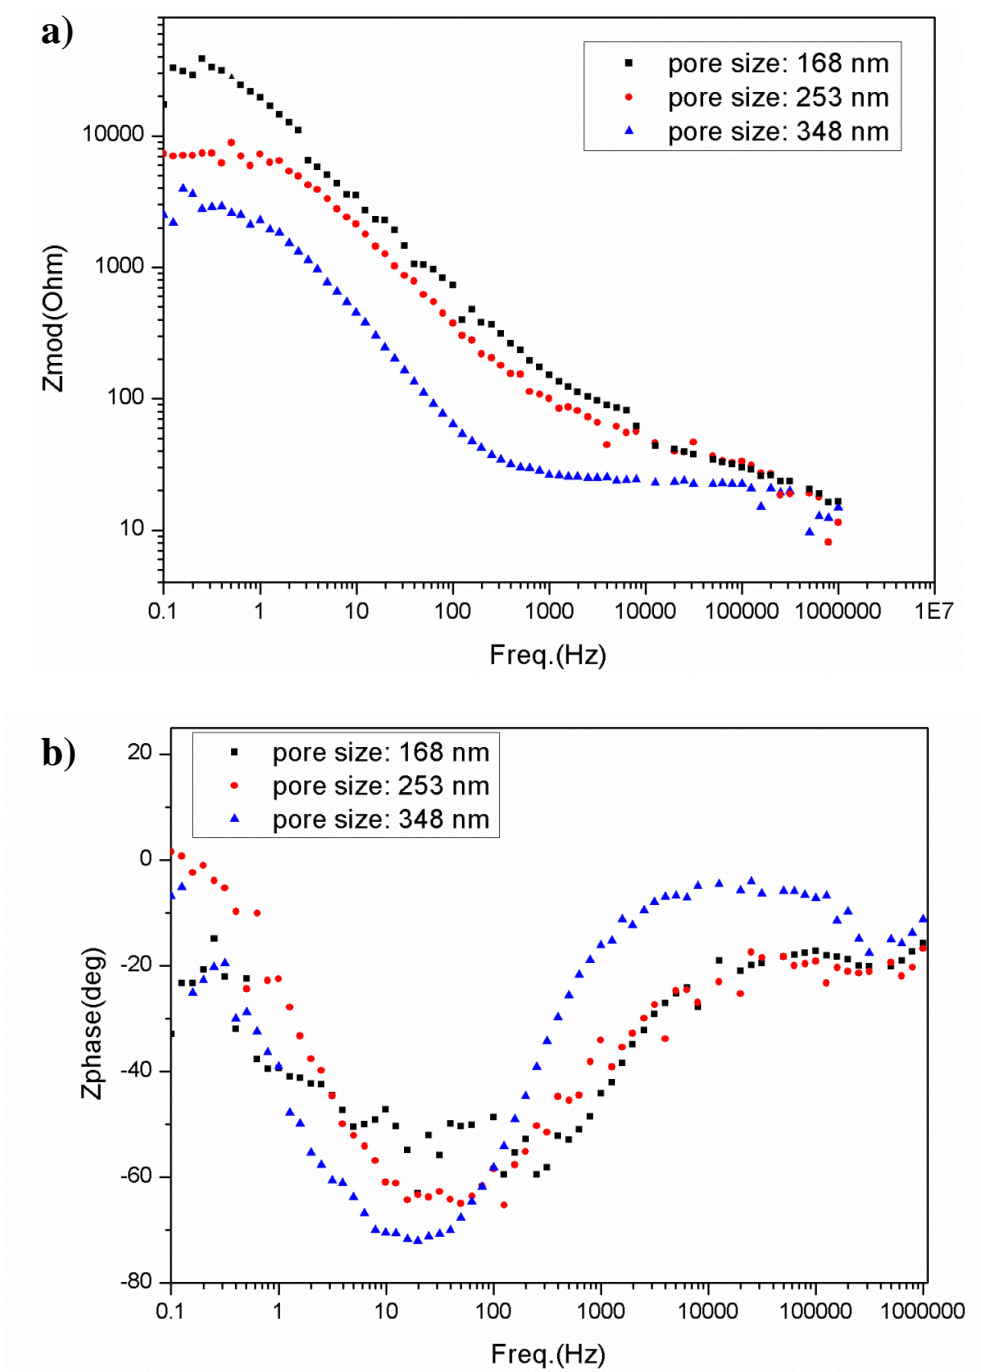 a)
pore size: 168 nm
pore size: 253 nm
pore size: 348 nm
10000
1000
100
10
Zmod(Ohm)
0.1 1 10 100 1000 10000 100000 1000000 1E7
Freq.(Hz)
b)
pore size: 168 nm
pore size: 253 nm
pore size: 348 nm
20
0
-20
-40
-60
-80
Zphase(deg)
0.1 1 10 100 1000 10000 100000 1000000
Freq.(Hz)